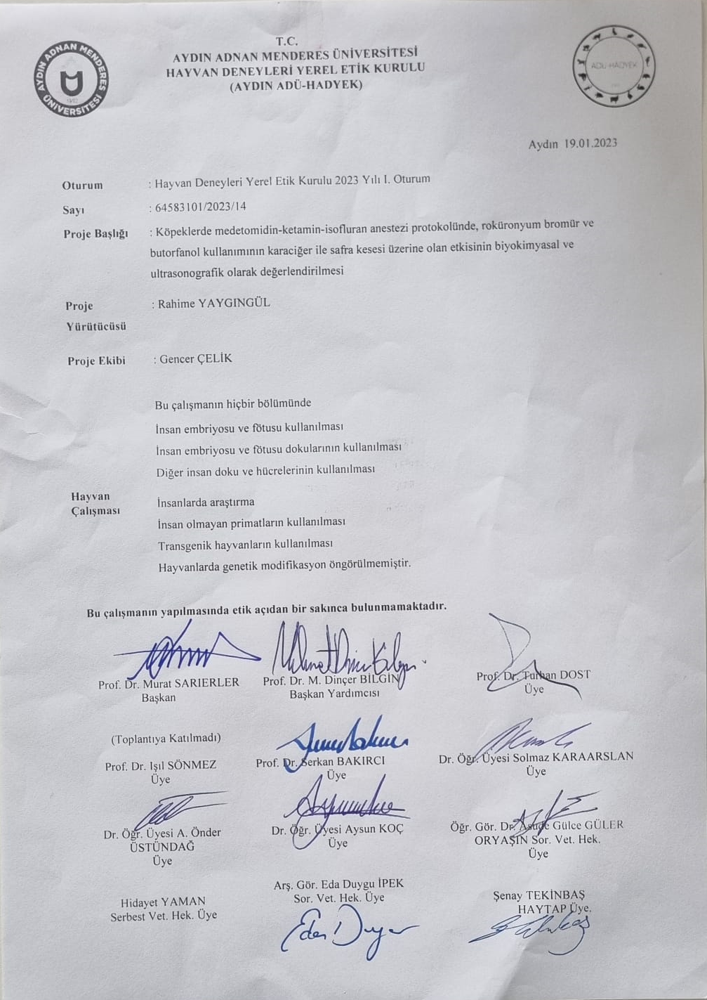 AYDIN ADNAN MENDERES ÜNİVERSİTESİ
1992
T.C.
AYDIN ADNAN MENDERES ÜNİVERSİTESİ
HAYVAN DENEYLERİ YEREL ETİK KURULU
(AYDIN ADÜ-HADYEK)
ADÜ-HADYEK
Aydın 19.01.2023
Oturum : Hayvan Deneyleri Yerel Etik Kurulu 2023 Yılı I. Oturum
Sayı : 64583101/2023/14
Proje Başlığı : Köpeklerde medetomidin-ketamin-isofluran anestezi protokolünde, roküronyum bromür ve
butorfanol kullanımının karaciğer ile safra kesesi üzerine olan etkisinin biyokimyasal ve
ultrasonografik olarak değerlendirilmesi
Proje : Rahime YAYGINGÜL
Yürütücüsü
Proje Ekibi : Gencer ÇELİK
Bu çalışmanın hiçbir bölümünde
İnsan embriyosu ve fötusu kullanılması
İnsan embriyosu ve fötusu dokularının kullanılması
Diğer insan doku ve hücrelerinin kullanılması
Hayvan
Çalışması
İnsanlarda araştırma
İnsan olmayan primatların kullanılması
Transgenik hayvanların kullanılması
Hayvanlarda genetik modifikasyon öngörülmemiştir.
Bu çalışmanın yapılmasında etik açıdan bir sakınca bulunmamaktadır.
Prof. Dr. Murat SARIERLER
Başkan
Prof. Dr. M. Dinçer BİLGİN
Başkan Yardımcısı
Prof. Dr. Turhan DOST
Üye
(Toplantıya Katılmadı)
Prof. Dr. Işıl SÖNMEZ
Üye
Prof. Dr. Serkan BAKIRCI
Üye
Dr. Öğr. Üyesi Solmaz KARAARSLAN
Üye
Dr. Öğr. Üyesi A. Önder
ÜSTÜNDAĞ
Üye
Dr. Öğr. Üyesi Aysun KOÇ
Üye
Öğr. Gör. Dr. Asude Gülce GÜLER
ORYAŞIN Sor. Vet. Hek.
Üye
Hidayet YAMAN
Serbest Vet. Hek. Üye
Arş. Gör. Eda Duygu İPEK
Sor. Vet. Hek. Üye
Eda Duygu
Şenay TEKİNBAŞ
HAYTAP Üye.